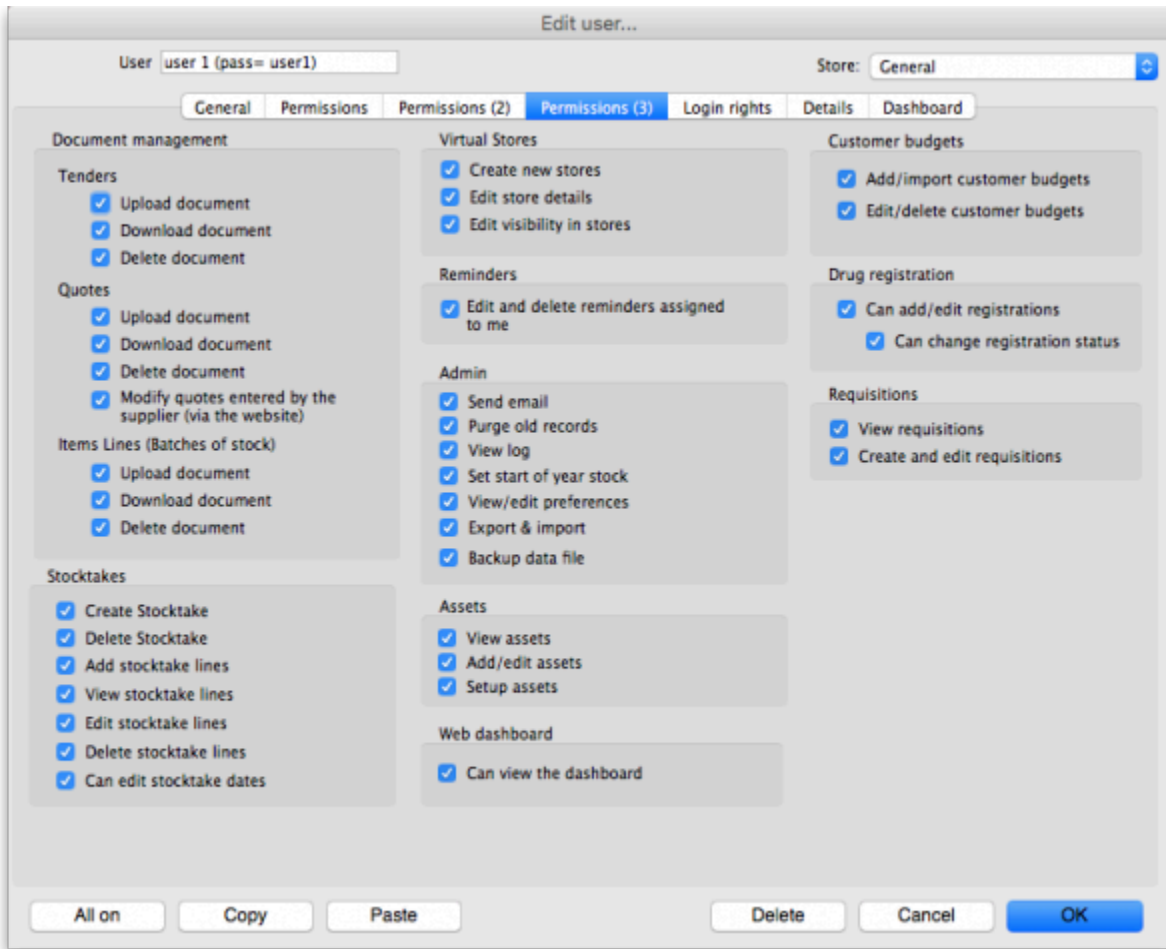 Edit user...
User user 1 (pass= user1)
Store: General
General Permissions Permissions (2) Permissions (3) Login rights Details Dashboard
Document management
Tenders
Upload document
Download document
Delete document
Quotes
Upload document
Download document
Delete document
Modify quotes entered by the
supplier (via the website)
Items Lines (Batches of stock)
Upload document
Download document
Delete document
Stocktakes
Create Stocktake
Delete Stocktake
Add stocktake lines
View stocktake lines
Edit stocktake lines
Delete stocktake lines
Can edit stocktake dates
Virtual Stores
Create new stores
Edit store details
Edit visibility in stores
Reminders
Edit and delete reminders assigned
to me
Admin
Send email
Purge old records
View log
Set start of year stock
View/edit preferences
Export & import
Backup data file
Assets
View assets
Add/edit assets
Setup assets
Web dashboard
Can view the dashboard
Customer budgets
Add/import customer budgets
Edit/delete customer budgets
Drug registration
Can add/edit registrations
Can change registration status
Requisitions
View requisitions
Create and edit requisitions
All on Copy Paste Delete Cancel OK